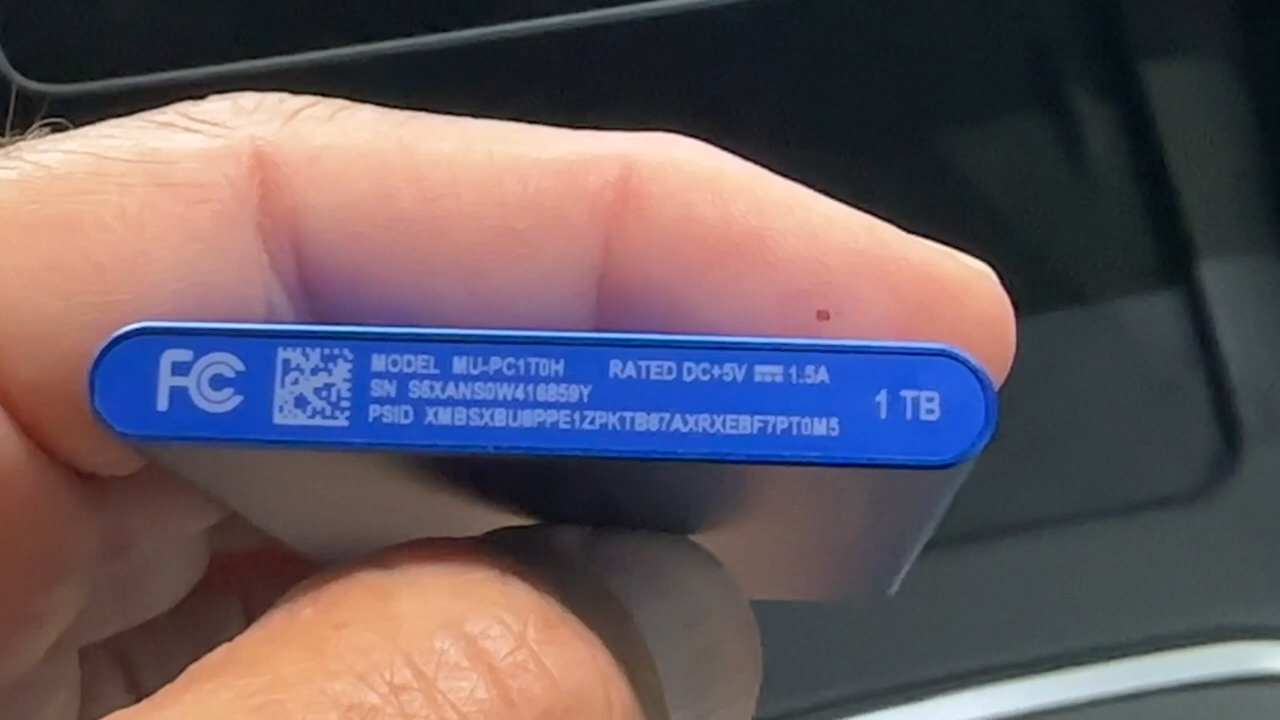 FC
MODEL MU-PC1T0H RATED DC+5V ⎓ 1.5A
SN S6XANS0W416859Y
PSID XMBSXBU8PPE1ZPKTB87AXRXEBF7PT0M5
1 TB